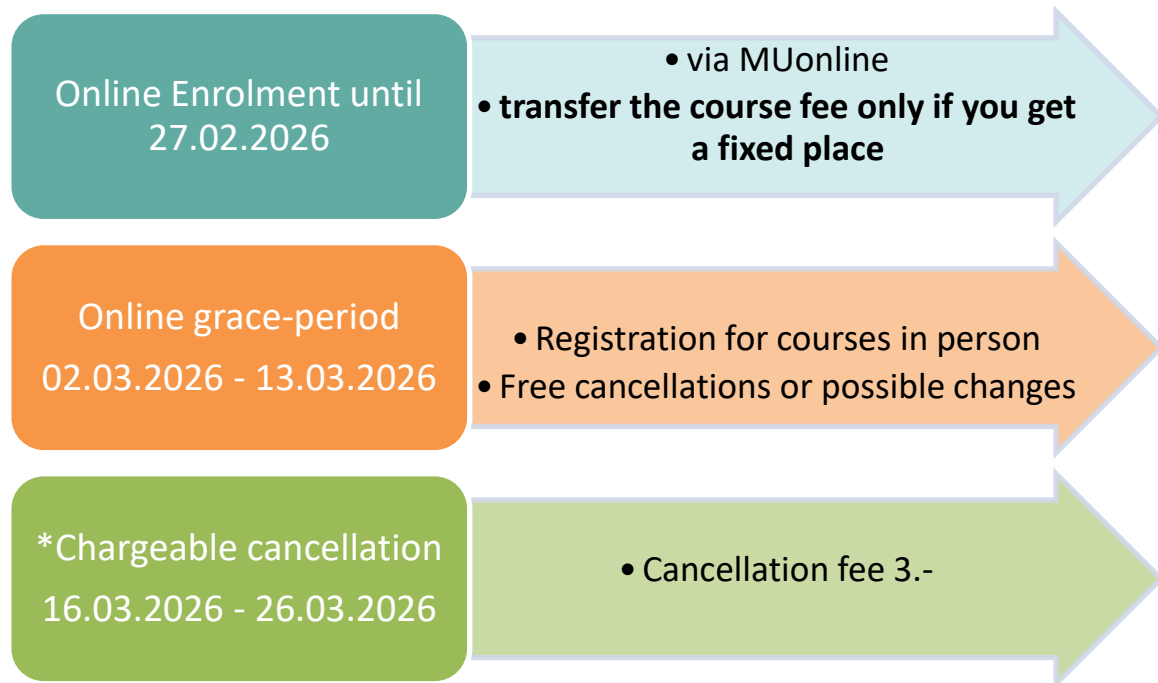 Online Enrolment until
27.02.2026
• via MUonline
• transfer the course fee only if you get
a fixed place
Online grace-period
02.03.2026 - 13.03.2026
• Registration for courses in person
• Free cancellations or possible changes
*Chargeable cancellation
16.03.2026 - 26.03.2026
• Cancellation fee 3.-